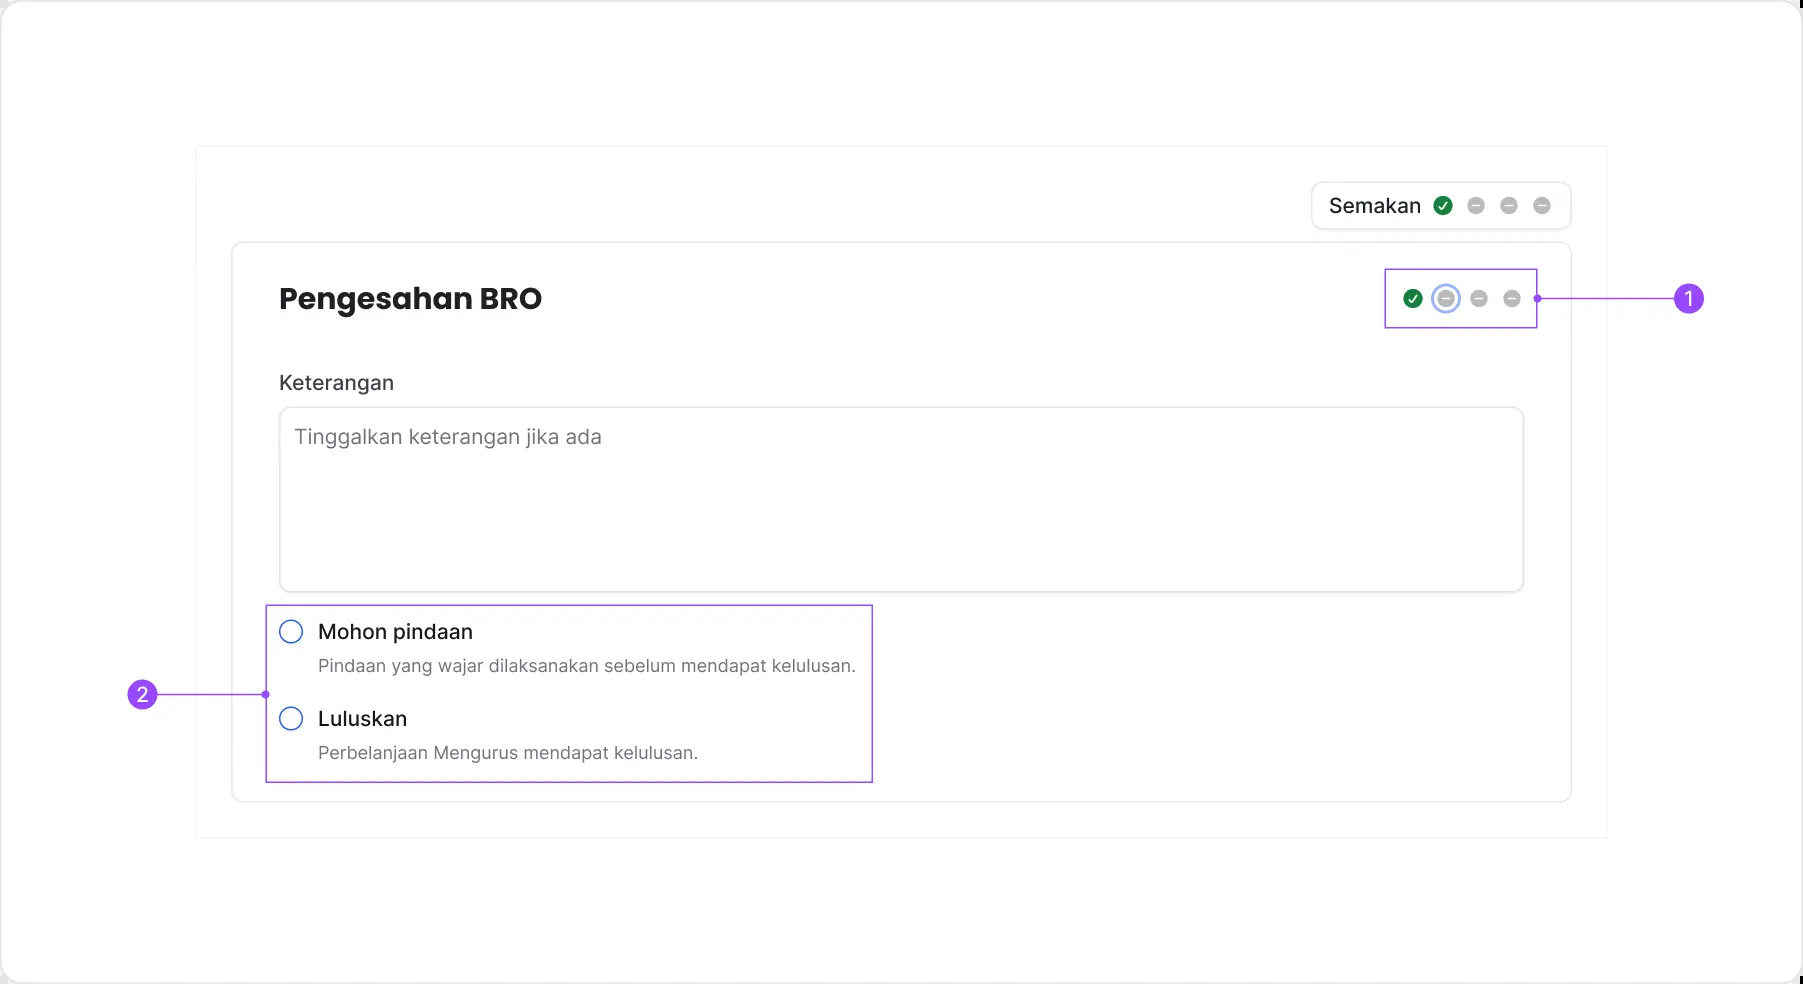 Semakan
Pengesahan BRO
1
Keterangan
Tinggalkan keterangan jika ada
Mohon pindaan
Pindaan yang wajar dilaksanakan sebelum mendapat kelulusan.
2
Luluskan
Perbelanjaan Mengurus mendapat kelulusan.